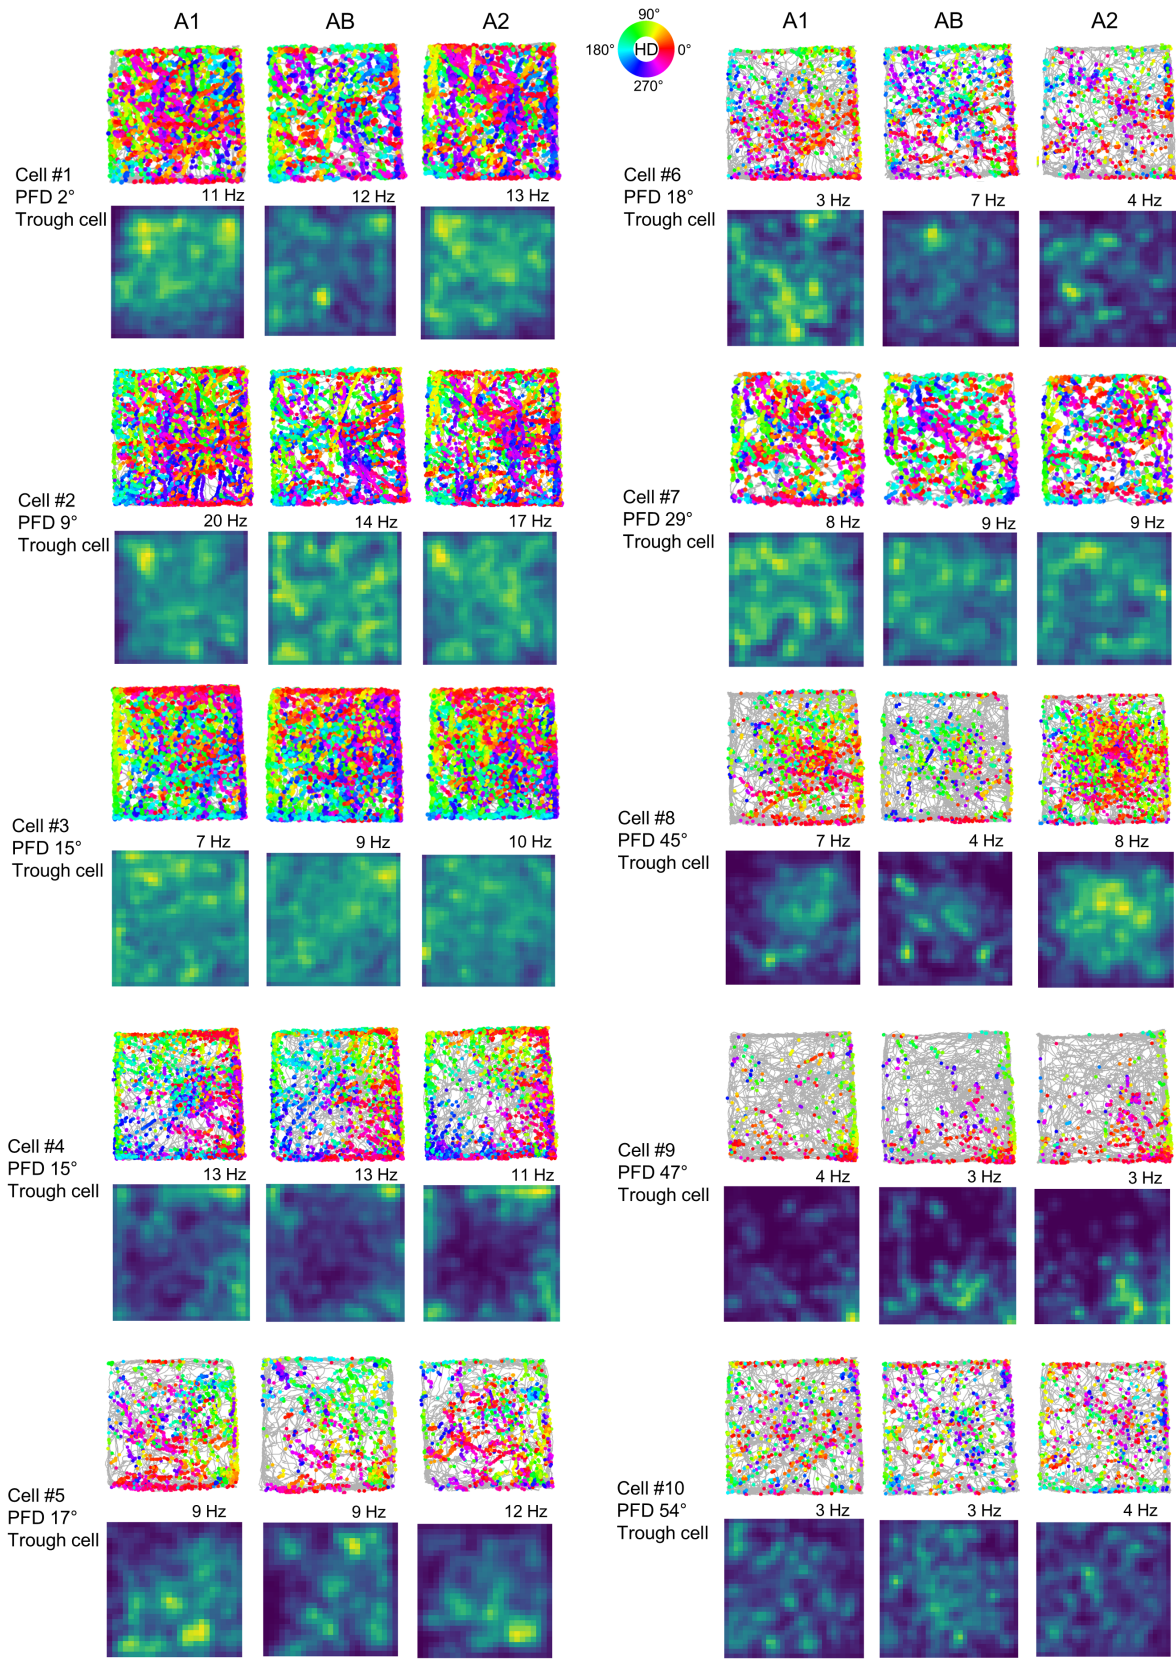 A1 AB A2
90°
180° HD 0°
270°
A1 AB A2
Cell #1
PFD 2°
Trough cell
11 Hz 12 Hz 13 Hz
Cell #6
PFD 18°
Trough cell
3 Hz 7 Hz 4 Hz
Cell #2
PFD 9°
Trough cell
20 Hz 14 Hz 17 Hz
Cell #7
PFD 29°
Trough cell
8 Hz 9 Hz 9 Hz
Cell #3
PFD 15°
Trough cell
7 Hz 9 Hz 10 Hz
Cell #8
PFD 45°
Trough cell
7 Hz 4 Hz 8 Hz
Cell #4
PFD 15°
Trough cell
13 Hz 13 Hz 11 Hz
Cell #9
PFD 47°
Trough cell
4 Hz 3 Hz 3 Hz
Cell #5
PFD 17°
Trough cell
9 Hz 9 Hz 12 Hz
Cell #10
PFD 54°
Trough cell
3 Hz 3 Hz 4 Hz